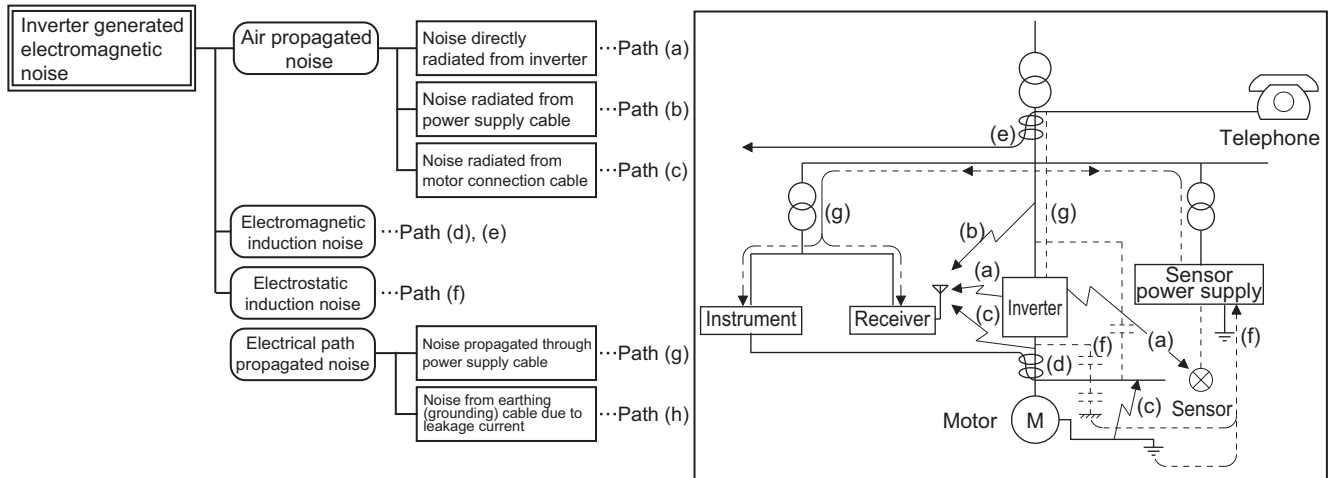 Inverter generated
electromagnetic
noise
Air propagated
noise
Noise directly
radiated from inverter
···Path (a)
Noise radiated from
power supply cable
···Path (b)
Noise radiated from
motor connection cable
···Path (c)
Electromagnetic
induction noise
···Path (d), (e)
Electrostatic
induction noise
···Path (f)
Electrical path
propagated noise
Noise propagated through
power supply cable
···Path (g)
Noise from earthing
(grounding) cable due to
leakage current
···Path (h)
Telephone
(e)
(g)
(g)
(b)
(a)
Sensor
power supply
Instrument
Receiver
Inverter
(c)
(f)
(a)
(f)
(d)
(c)
Sensor
Motor
M